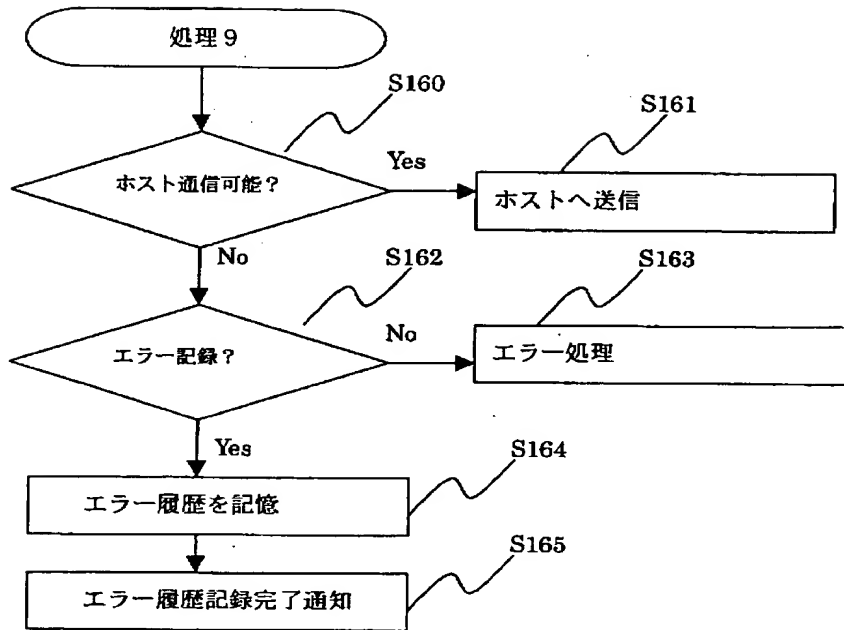 処理9
S160
ホスト通信可能？
Yes
S161
ホストへ送信
No
S162
エラー記録？
No
S163
エラー処理
Yes
S164
エラー履歴を記憶
S165
エラー履歴記録完了通知